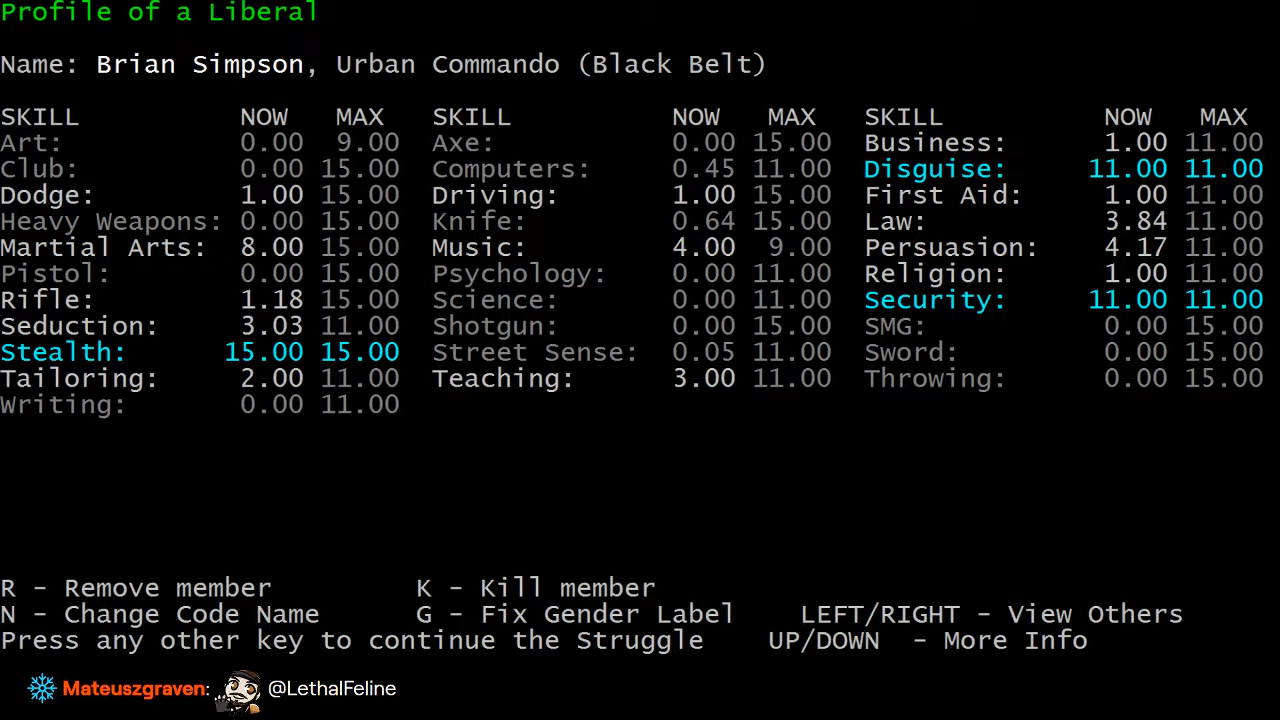 Profile of a Liberal
Name: Brian Simpson, Urban Commando (Black Belt)
SKILL NOW MAX SKILL NOW MAX SKILL NOW MAX
Art: 0.00 9.00 Axe: 0.00 15.00 Business: 1.00 11.00
Club: 0.00 15.00 Computers: 0.45 11.00 Disguise: 11.00 11.00
Dodge: 1.00 15.00 Driving: 1.00 15.00 First Aid: 1.00 11.00
Heavy Weapons: 0.00 15.00 Knife: 0.64 15.00 Law: 3.84 11.00
Martial Arts: 8.00 15.00 Music: 4.00 9.00 Persuasion: 4.17 11.00
Pistol: 0.00 15.00 Psychology: 0.00 11.00 Religion: 1.00 11.00
Rifle: 1.18 15.00 Science: 0.00 11.00 Security: 11.00 11.00
Seduction: 3.03 11.00 Shotgun: 0.00 15.00 SMG: 0.00 15.00
Stealth: 15.00 15.00 Street Sense: 0.05 11.00 Sword: 0.00 15.00
Tailoring: 2.00 11.00 Teaching: 3.00 11.00 Throwing: 0.00 15.00
Writing: 0.00 11.00
R - Remove member K - Kill member
N - Change Code Name G - Fix Gender Label LEFT/RIGHT - View Others
Press any other key to continue the Struggle UP/DOWN - More Info
Mateuszgraven: @LethalFeline